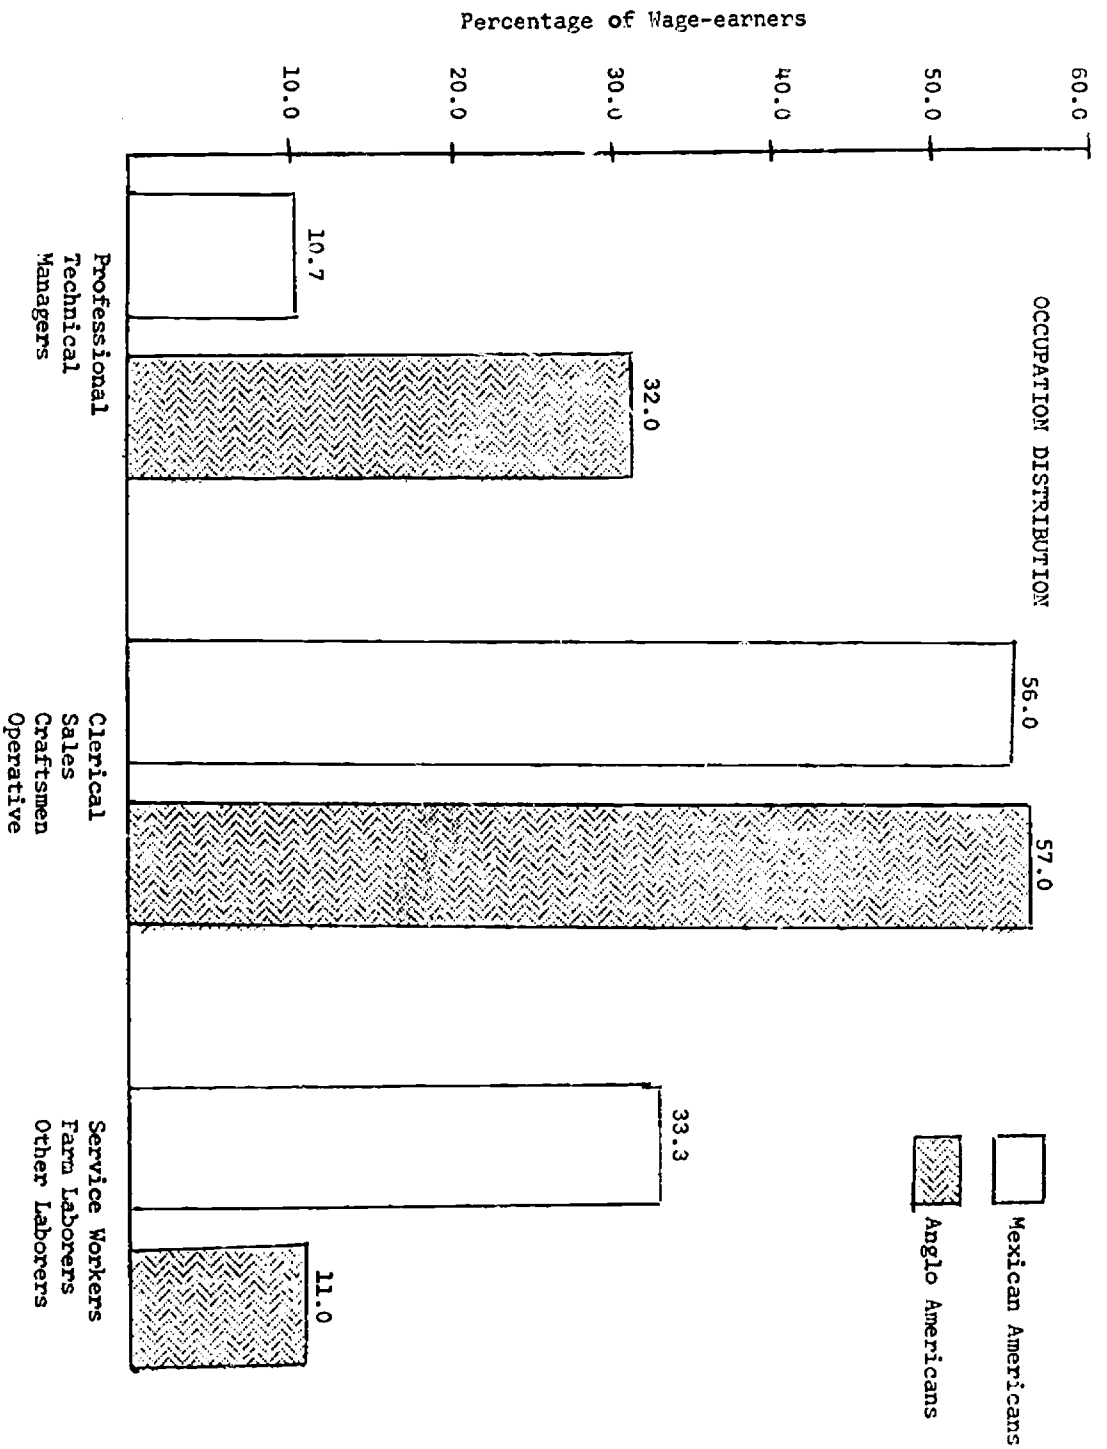 OCCUPATION DISTRIBUTION
Mexican Americans
Anglo Americans
Percentage of Wage-earners
60.0
50.0
40.0
30.0
20.0
10.0
10.7
32.0
56.0
57.0
33.3
11.0
Professional
Technical
Managers
Clerical
Sales
Craftsmen
Operative
Service Workers
Farm Laborers
Other Laborers